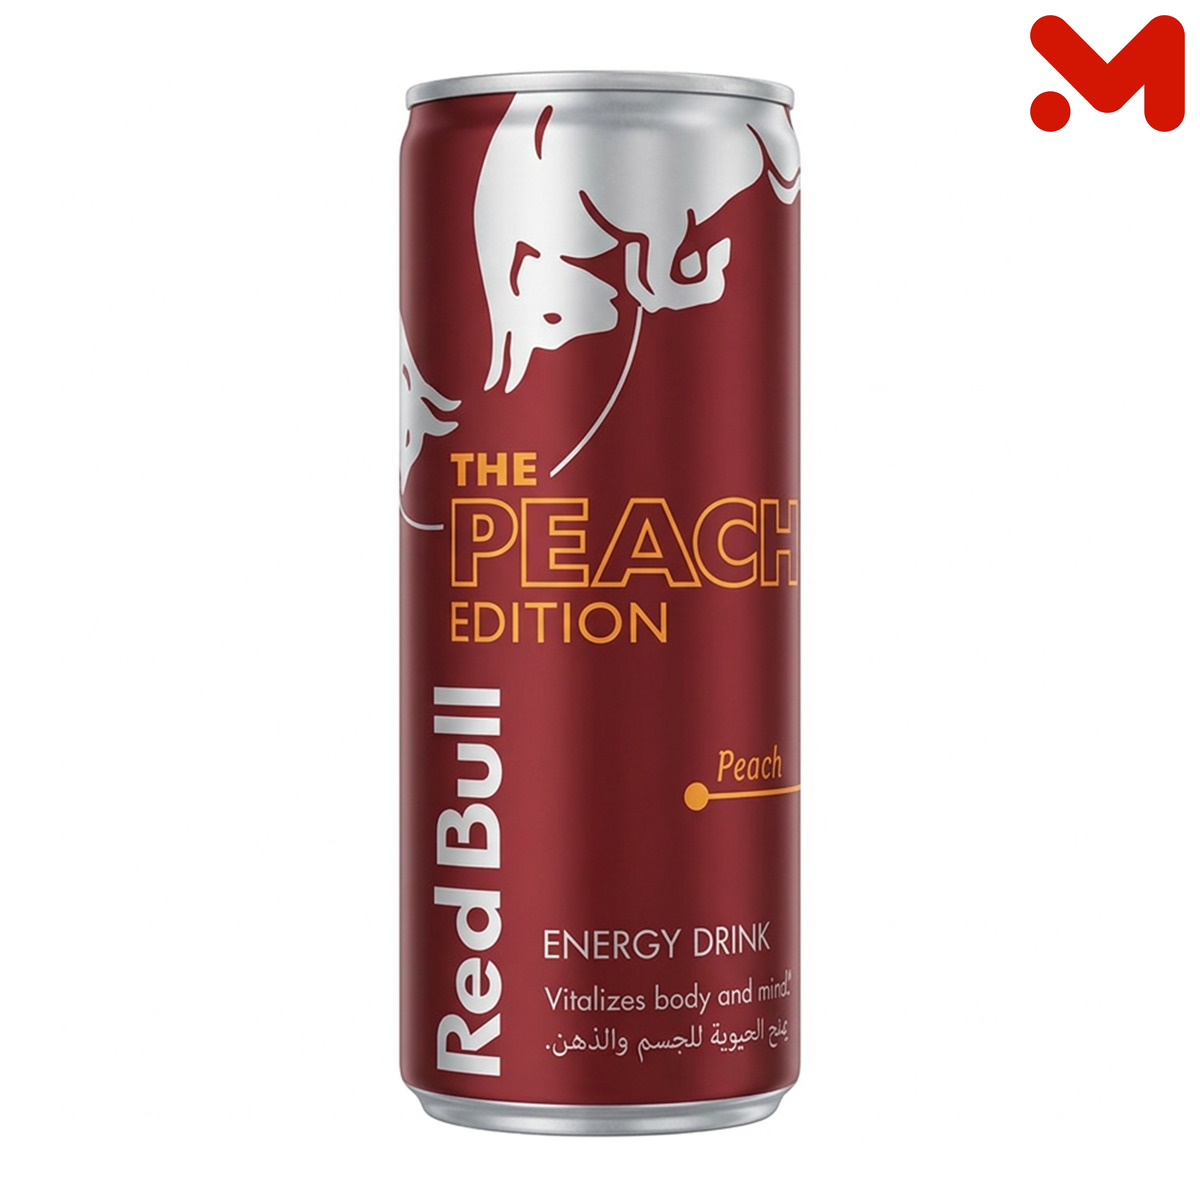 THE
PEACH
EDITION
Red Bull
Peach
ENERGY DRINK
Vitalizes body and mind.*
يمنح الحيوية للجسم والذهن.